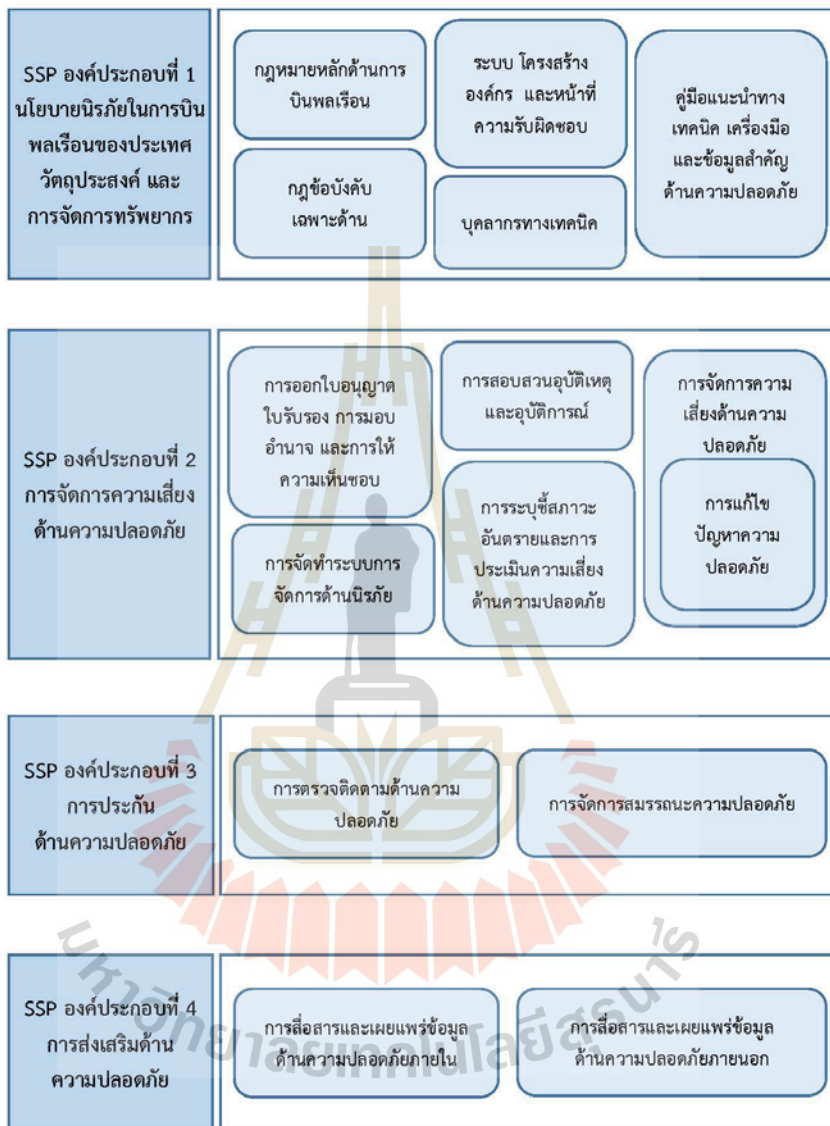 SSP องค์ประกอบที่ 1
นโยบายนิรภัยในการบิน
พลเรือนของประเทศ
วัตถุประสงค์ และ
การจัดการทรัพยากร
กฎหมายหลักด้านการ
บินพลเรือน
กฎข้อบังคับ
เฉพาะด้าน
ระบบ โครงสร้าง
องค์กร และหน้าที่
ความรับผิดชอบ
บุคลากรทางเทคนิค
คู่มือแนะนำทาง
เทคนิค เครื่องมือ
และข้อมูลสำคัญ
ด้านความปลอดภัย
SSP องค์ประกอบที่ 2
การจัดการความเสี่ยง
ด้านความปลอดภัย
การออกใบอนุญาต
ใบรับรอง การมอบ
อำนาจ และการให้
ความเห็นชอบ
การจัดทำระบบการ
จัดการด้านนิรภัย
การสอบสวนอุบัติเหตุ
และอุบัติการณ์
การระบุชี้สภาวะ
อันตรายและการ
ประเมินความเสี่ยง
ด้านความปลอดภัย
การจัดการความ
เสี่ยงด้านความ
ปลอดภัย
การแก้ไข
ปัญหาความ
ปลอดภัย
SSP องค์ประกอบที่ 3
การประกัน
ด้านความปลอดภัย
การตรวจติดตามด้านความ
ปลอดภัย
การจัดการสมรรถนะความปลอดภัย
SSP องค์ประกอบที่ 4
การส่งเสริมด้าน
ความปลอดภัย
การสื่อสารและเผยแพร่ข้อมูล
ด้านความปลอดภัยภายใน
การสื่อสารและเผยแพร่ข้อมูล
ด้านความปลอดภัยภายนอก
มหาวิทยาลัยเทคโนโลยีสุรนารี